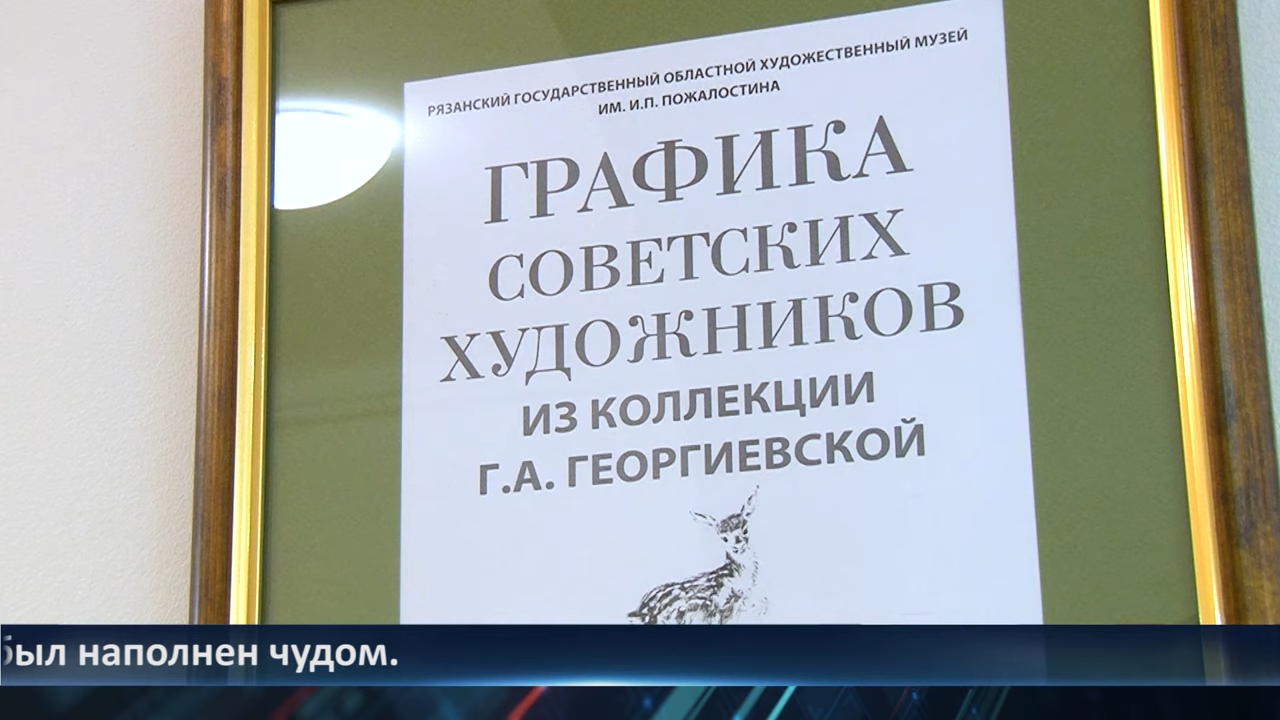 РЯЗАНСКИЙ ГОСУДАРСТВЕННЫЙ ОБЛАСТНОЙ ХУДОЖЕСТВЕННЫЙ МУЗЕЙ
ИМ. И.П. ПОЖАЛОСТИНА
ГРАФИКА
СОВЕТСКИХ
ХУДОЖНИКОВ
ИЗ КОЛЛЕКЦИИ
Г.А. ГЕОРГИЕВСКОЙ
был наполнен чудом.